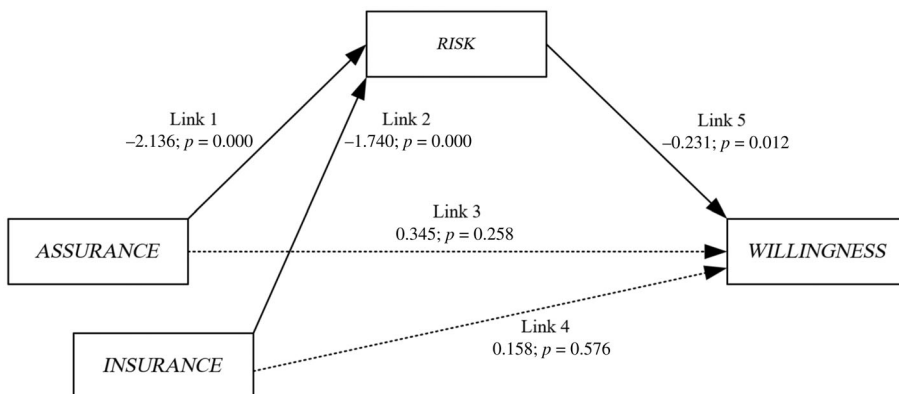 RISK
Link 1
–2.136; p = 0.000
Link 2
–1.740; p = 0.000
Link 5
–0.231; p = 0.012
Link 3
0.345; p = 0.258
ASSURANCE
WILLINGNESS
Link 4
0.158; p = 0.576
INSURANCE